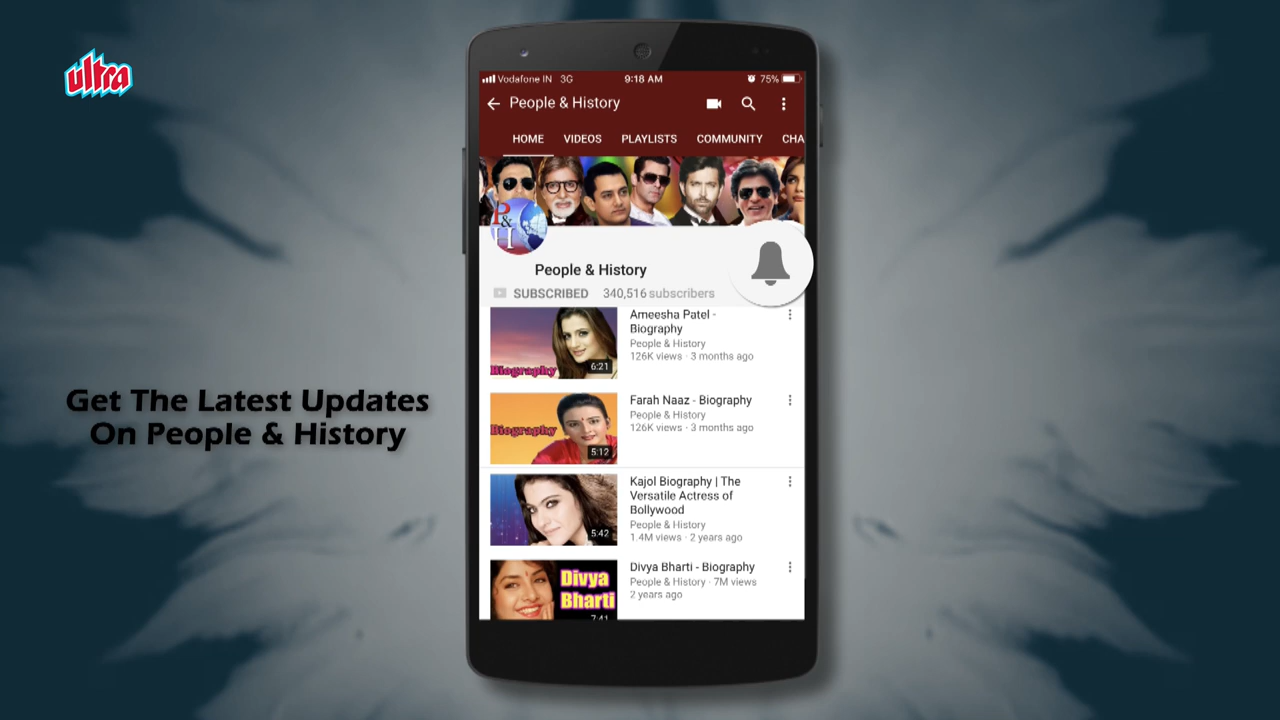 ultra
Vodafone IN 3G 9:18 AM 75%
People & History
HOME VIDEOS PLAYLISTS COMMUNITY CHA
P
&
H
People & History
SUBSCRIBED 340,516 subscribers
Ameesha Patel -
Biography
People & History
126K views · 3 months ago
Biography
6:21
Get The Latest Updates
On People & History
Farah Naaz - Biography
People & History
126K views · 3 months ago
Biography
5:12
Kajol Biography | The
Versatile Actress of
Bollywood
People & History
1.4M views · 2 years ago
5:42
Divya Bharti - Biography
People & History · 7M views
2 years ago
Divya
Bharti
7:41